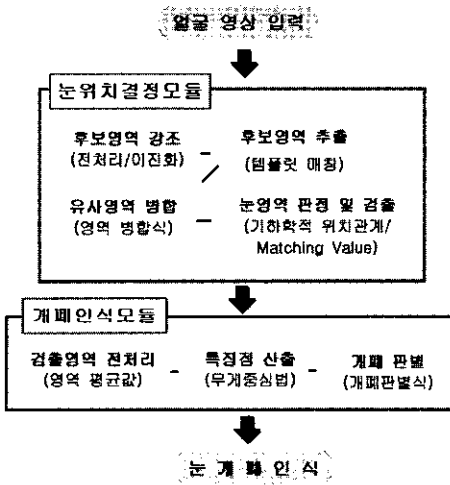 얼굴 영상 입력
눈위치결정모듈
후보영역 강조
(전처리/이진화)
후보영역 추출
(템플릿 매칭)
유사영역 병합
(영역 병합식)
눈영역 판정 및 검출
(기하학적 위치관계/
Matching Value)
개폐인식모듈
검출영역 전처리
(영역 평균값)
특징점 산출
(무게중심법)
개폐 판별
(개폐판별식)
눈 개폐 인식